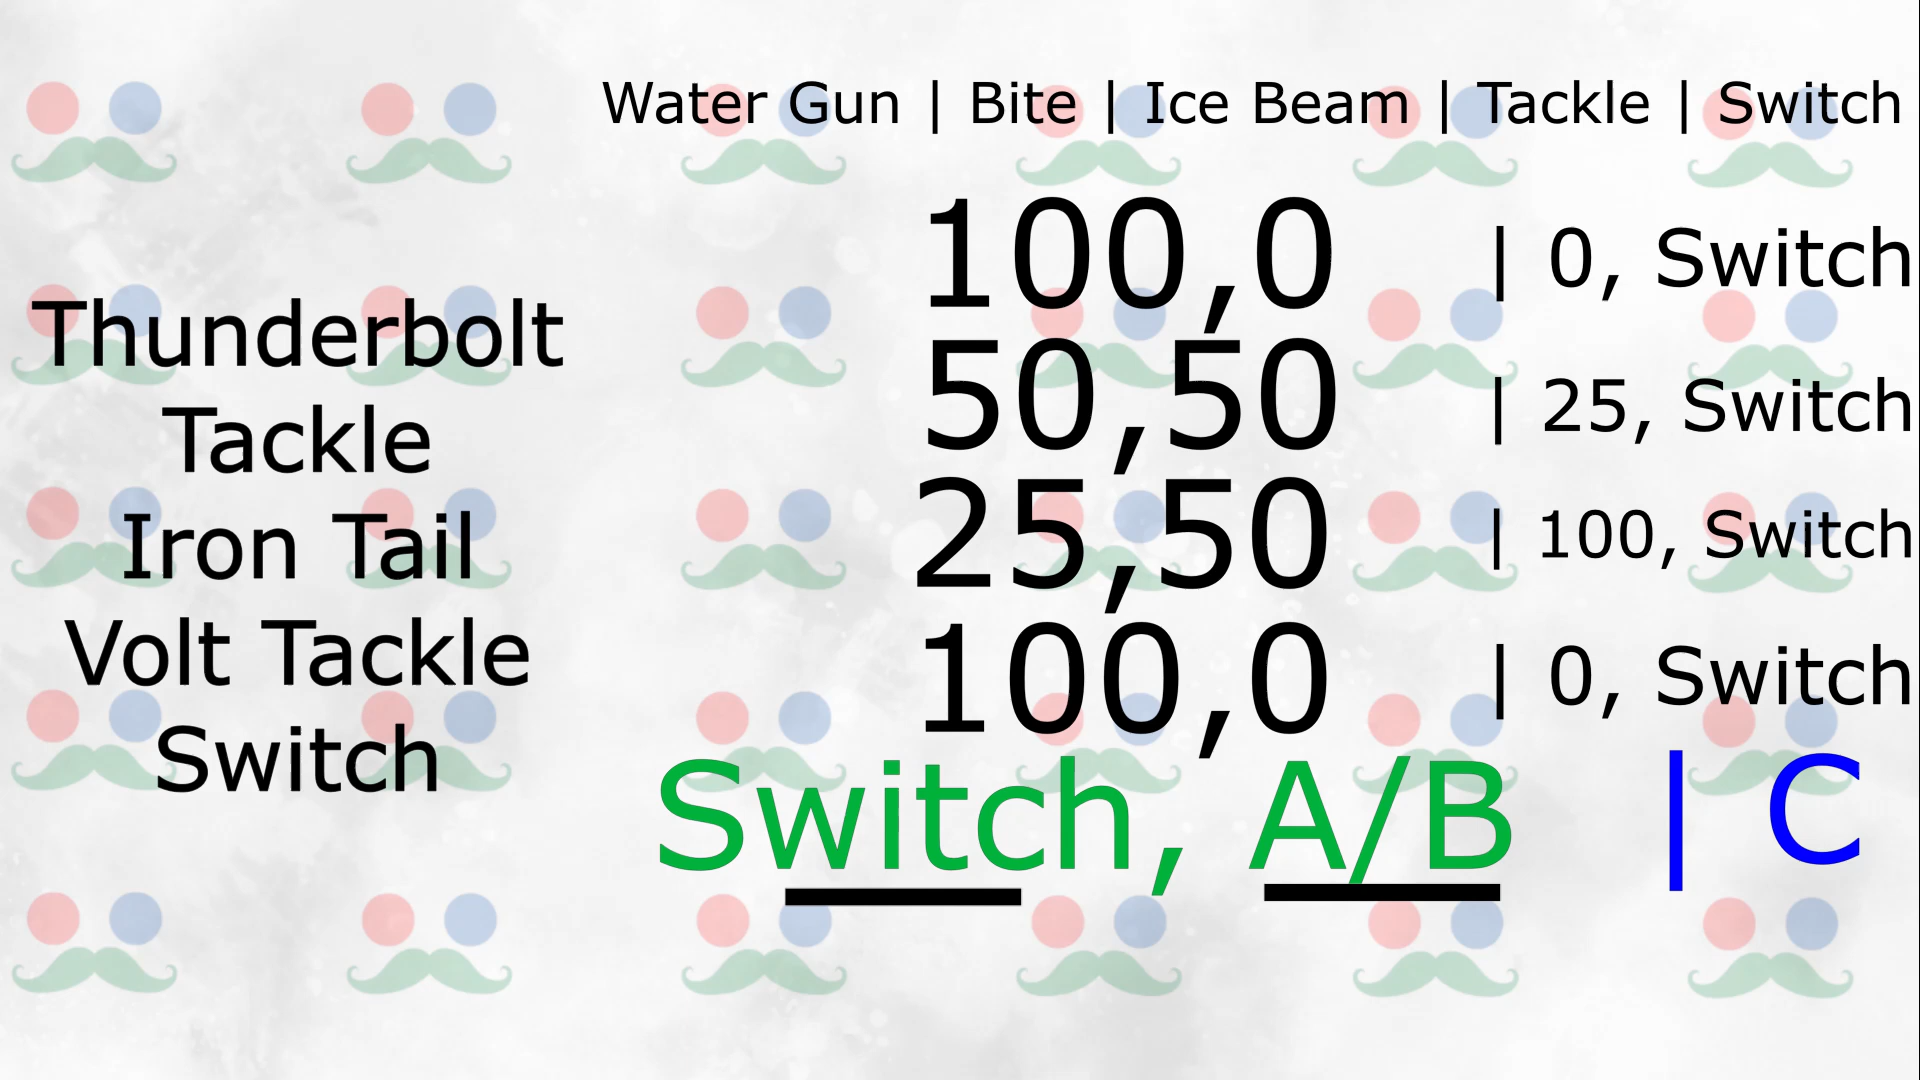 Water Gun | Bite | Ice Beam | Tackle | Switch
Thunderbolt
Tackle
Iron Tail
Volt Tackle
Switch
100,0 | 0, Switch
50,50 | 25, Switch
25,50 | 100, Switch
100,0 | 0, Switch
Switch, A/B | C